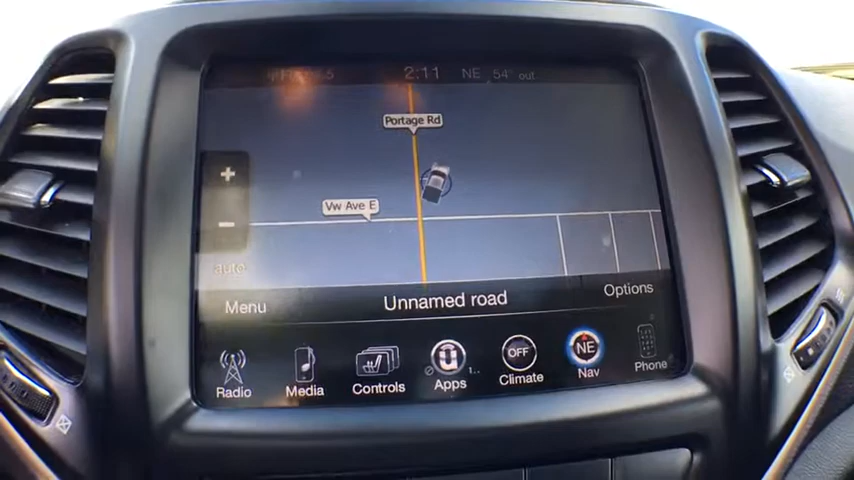 2:11 NE 54° out
Portage Rd
Vw Ave E
+
−
auto
Menu Unnamed road Options
OFF NE
Radio Media Controls Apps Climate Nav Phone